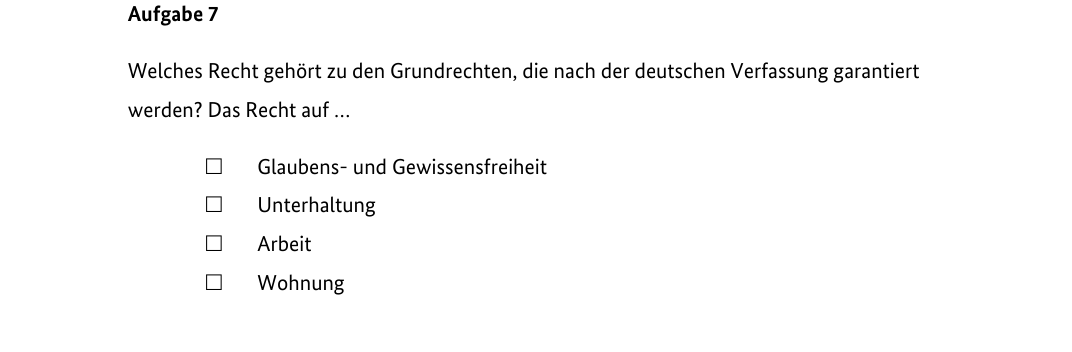 Aufgabe 7
Welches Recht gehört zu den Grundrechten, die nach der deutschen Verfassung garantiert
werden? Das Recht auf …
☐ Glaubens- und Gewissensfreiheit
☐ Unterhaltung
☐ Arbeit
☐ Wohnung